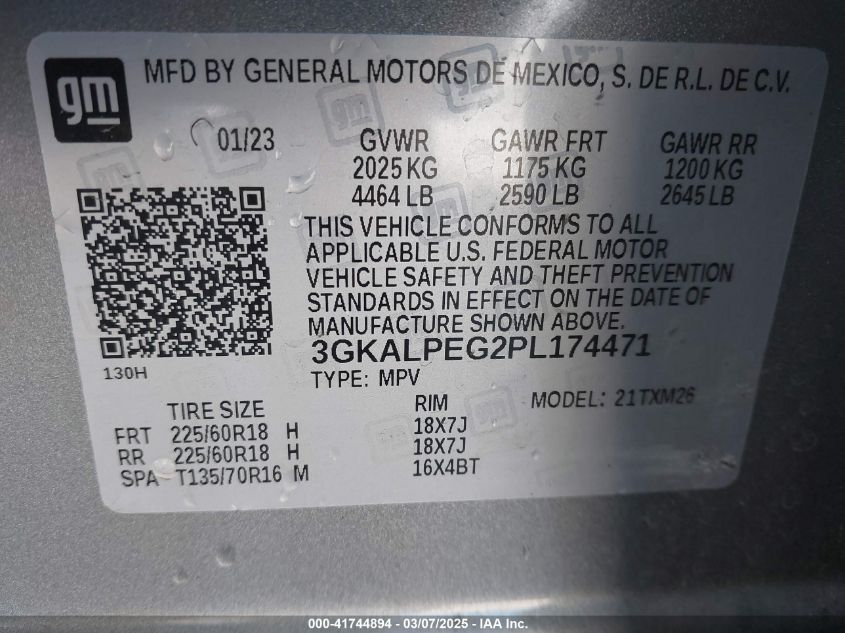 gm
MFD BY GENERAL MOTORS DE MEXICO, S. DE R.L. DE C.V.
01/23 GVWR GAWR FRT GAWR RR
2025 KG 1175 KG 1200 KG
4464 LB 2590 LB 2645 LB
THIS VEHICLE CONFORMS TO ALL
APPLICABLE U.S. FEDERAL MOTOR
VEHICLE SAFETY AND THEFT PREVENTION
STANDARDS IN EFFECT ON THE DATE OF
MANUFACTURE SHOWN ABOVE.
3GKALPEG2PL174471
130H
TYPE: MPV MODEL: 21TXM26
TIRE SIZE RIM
FRT 225/60R18 H 18X7J
RR 225/60R18 H 18X7J
SPA T135/70R16 M 16X4BT
000-41744894 - 03/07/2025 - IAA Inc.